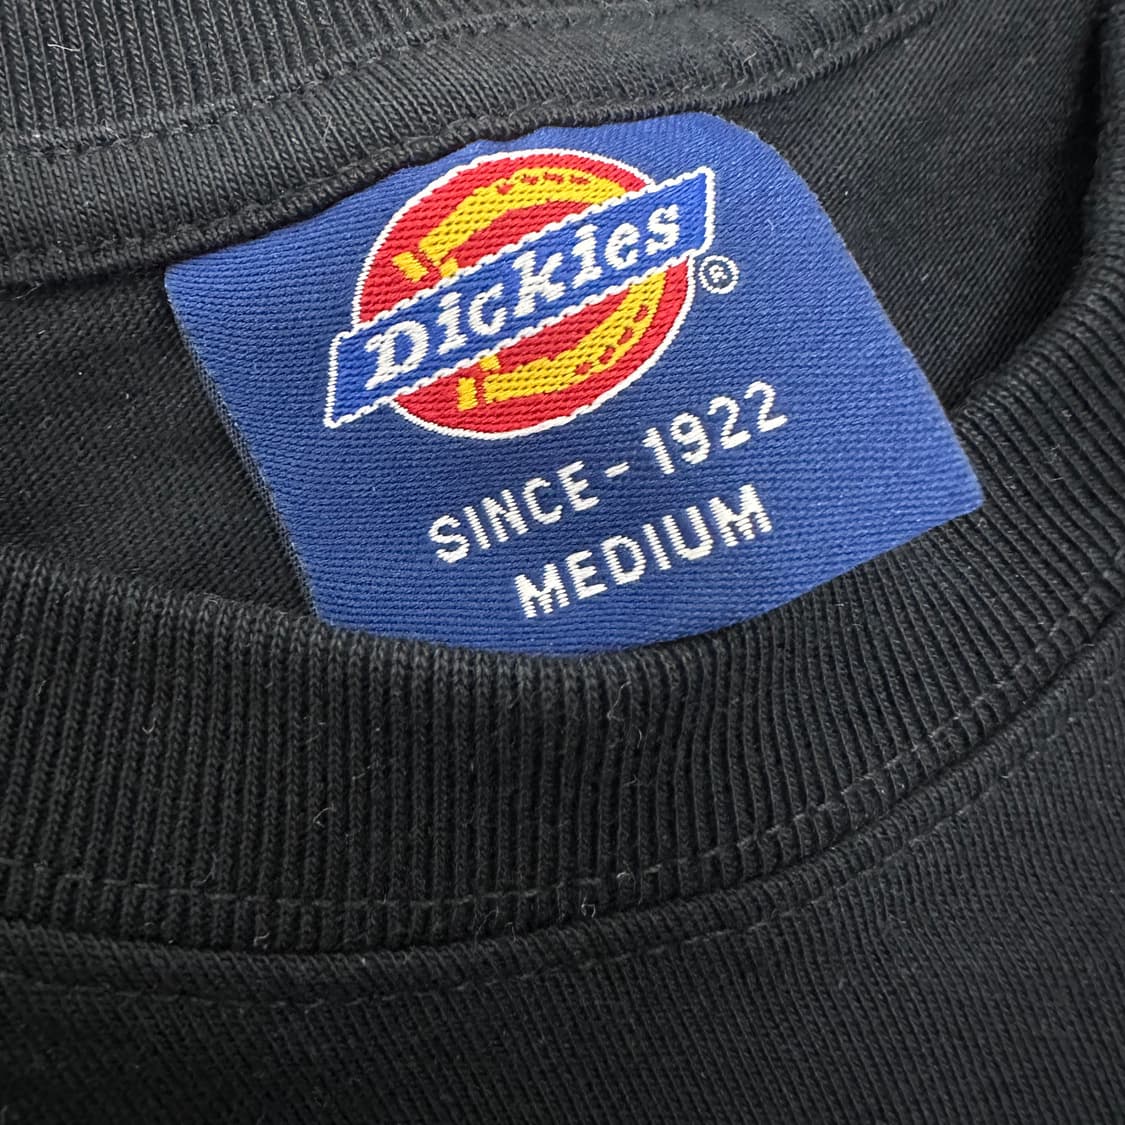 Dickies
®
SINCE - 1922
MEDIUM